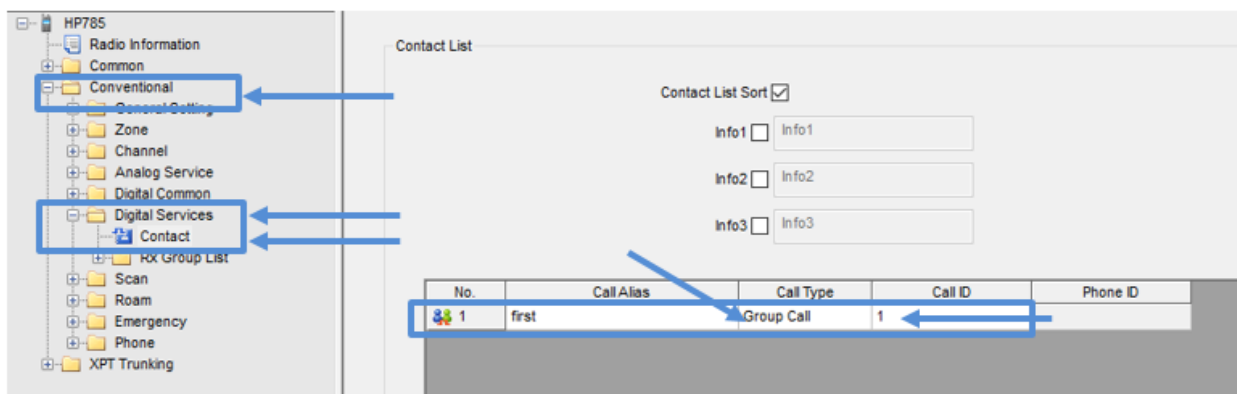 HP785
Radio Information
Common
Conventional
General Setting
Zone
Channel
Analog Service
Digital Common
Digital Services
Contact
Rx Group List
Scan
Roam
Emergency
Phone
XPT Trunking
Contact List
Contact List Sort
Info1 Info1
Info2 Info2
Info3 Info3
No. Call Alias Call Type Call ID Phone ID
1 first Group Call 1